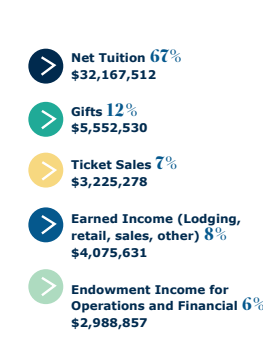 Net Tuition 67%
$32,167,512
Gifts 12%
$5,552,530
Ticket Sales 7%
$3,225,278
Earned Income (Lodging,
retail, sales, other) 8%
$4,075,631
Endowment Income for
Operations and Financial 6%
$2,988,857